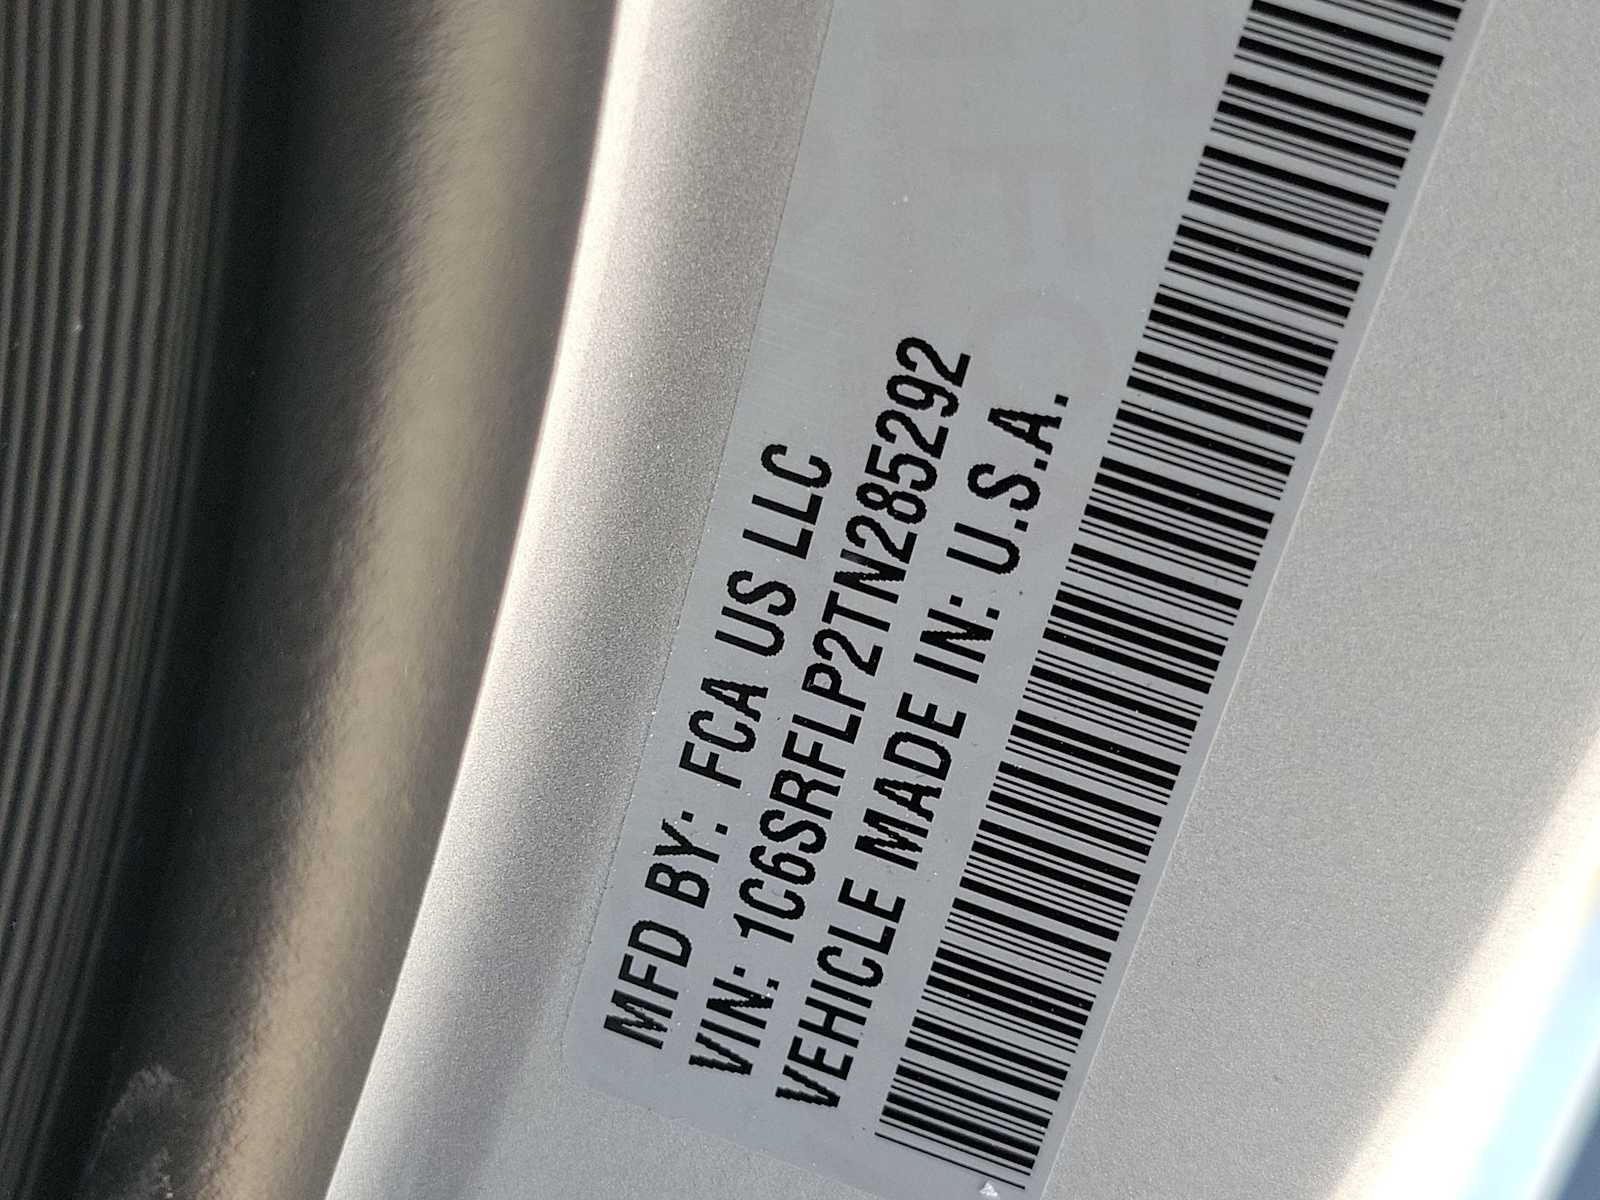 MFD BY: FCA US LLC
VIN: 1C6SRFLP2TN285292
VEHICLE MADE IN: U.S.A.